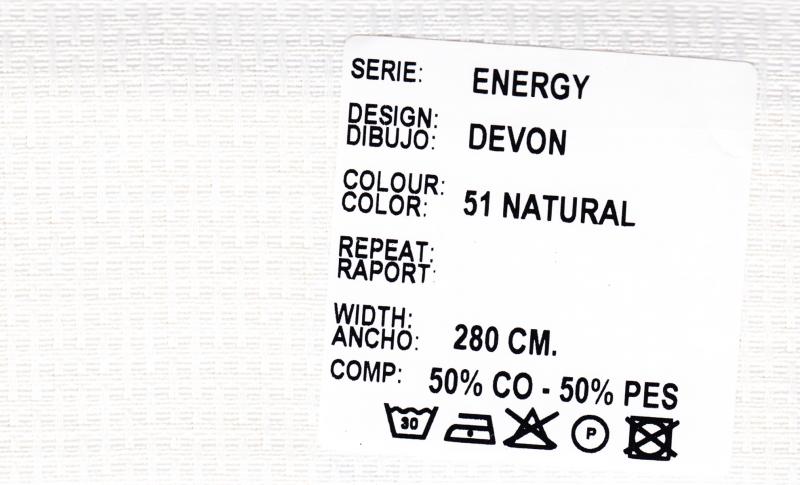 SERIE: ENERGY
DESIGN:
DIBUJO: DEVON
COLOUR:
COLOR: 51 NATURAL
REPEAT:
RAPORT:
WIDTH:
ANCHO: 280 CM.
COMP: 50% CO - 50% PES
30 P